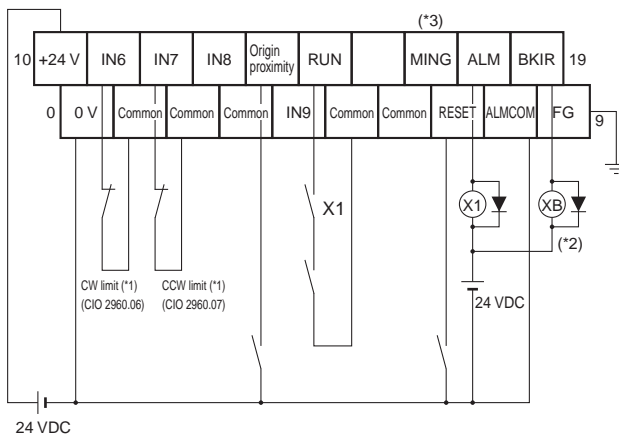 (*3)
10 +24 V IN6 IN7 IN8 Origin proximity RUN MING ALM BKIR 19
0 0 V Common Common Common IN9 Common Common RESET ALMCOM FG 9
X1
X1 XB
(*2)
CW limit (*1)
(CIO 2960.06)
CCW limit (*1)
(CIO 2960.07)
24 VDC
24 VDC